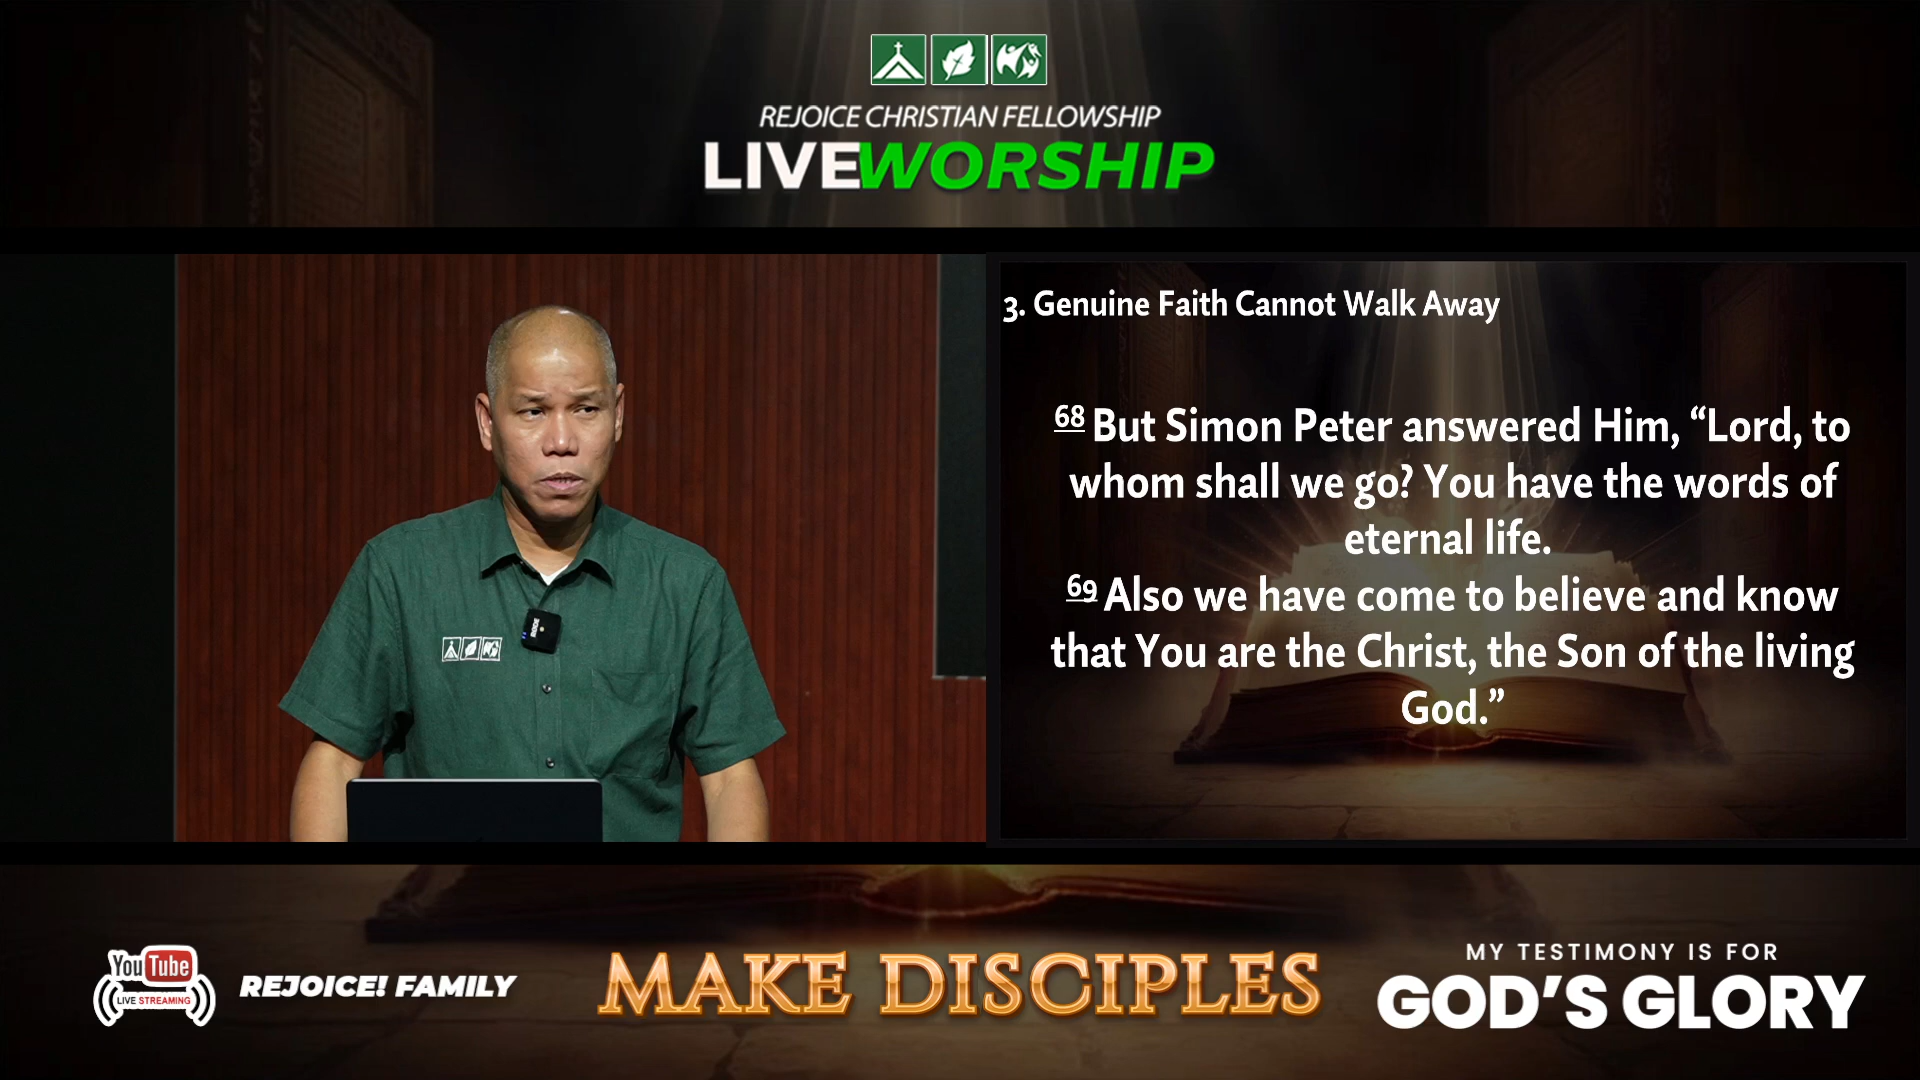 REJOICE CHRISTIAN FELLOWSHIP
LIVEWORSHIP
3. Genuine Faith Cannot Walk Away
68 But Simon Peter answered Him, “Lord, to
whom shall we go? You have the words of
eternal life.
69 Also we have come to believe and know
that You are the Christ, the Son of the living
God.”
RODE
YouTube
LIVE STREAMING
REJOICE! FAMILY
MAKE DISCIPLES
MY TESTIMONY IS FOR
GOD’S GLORY